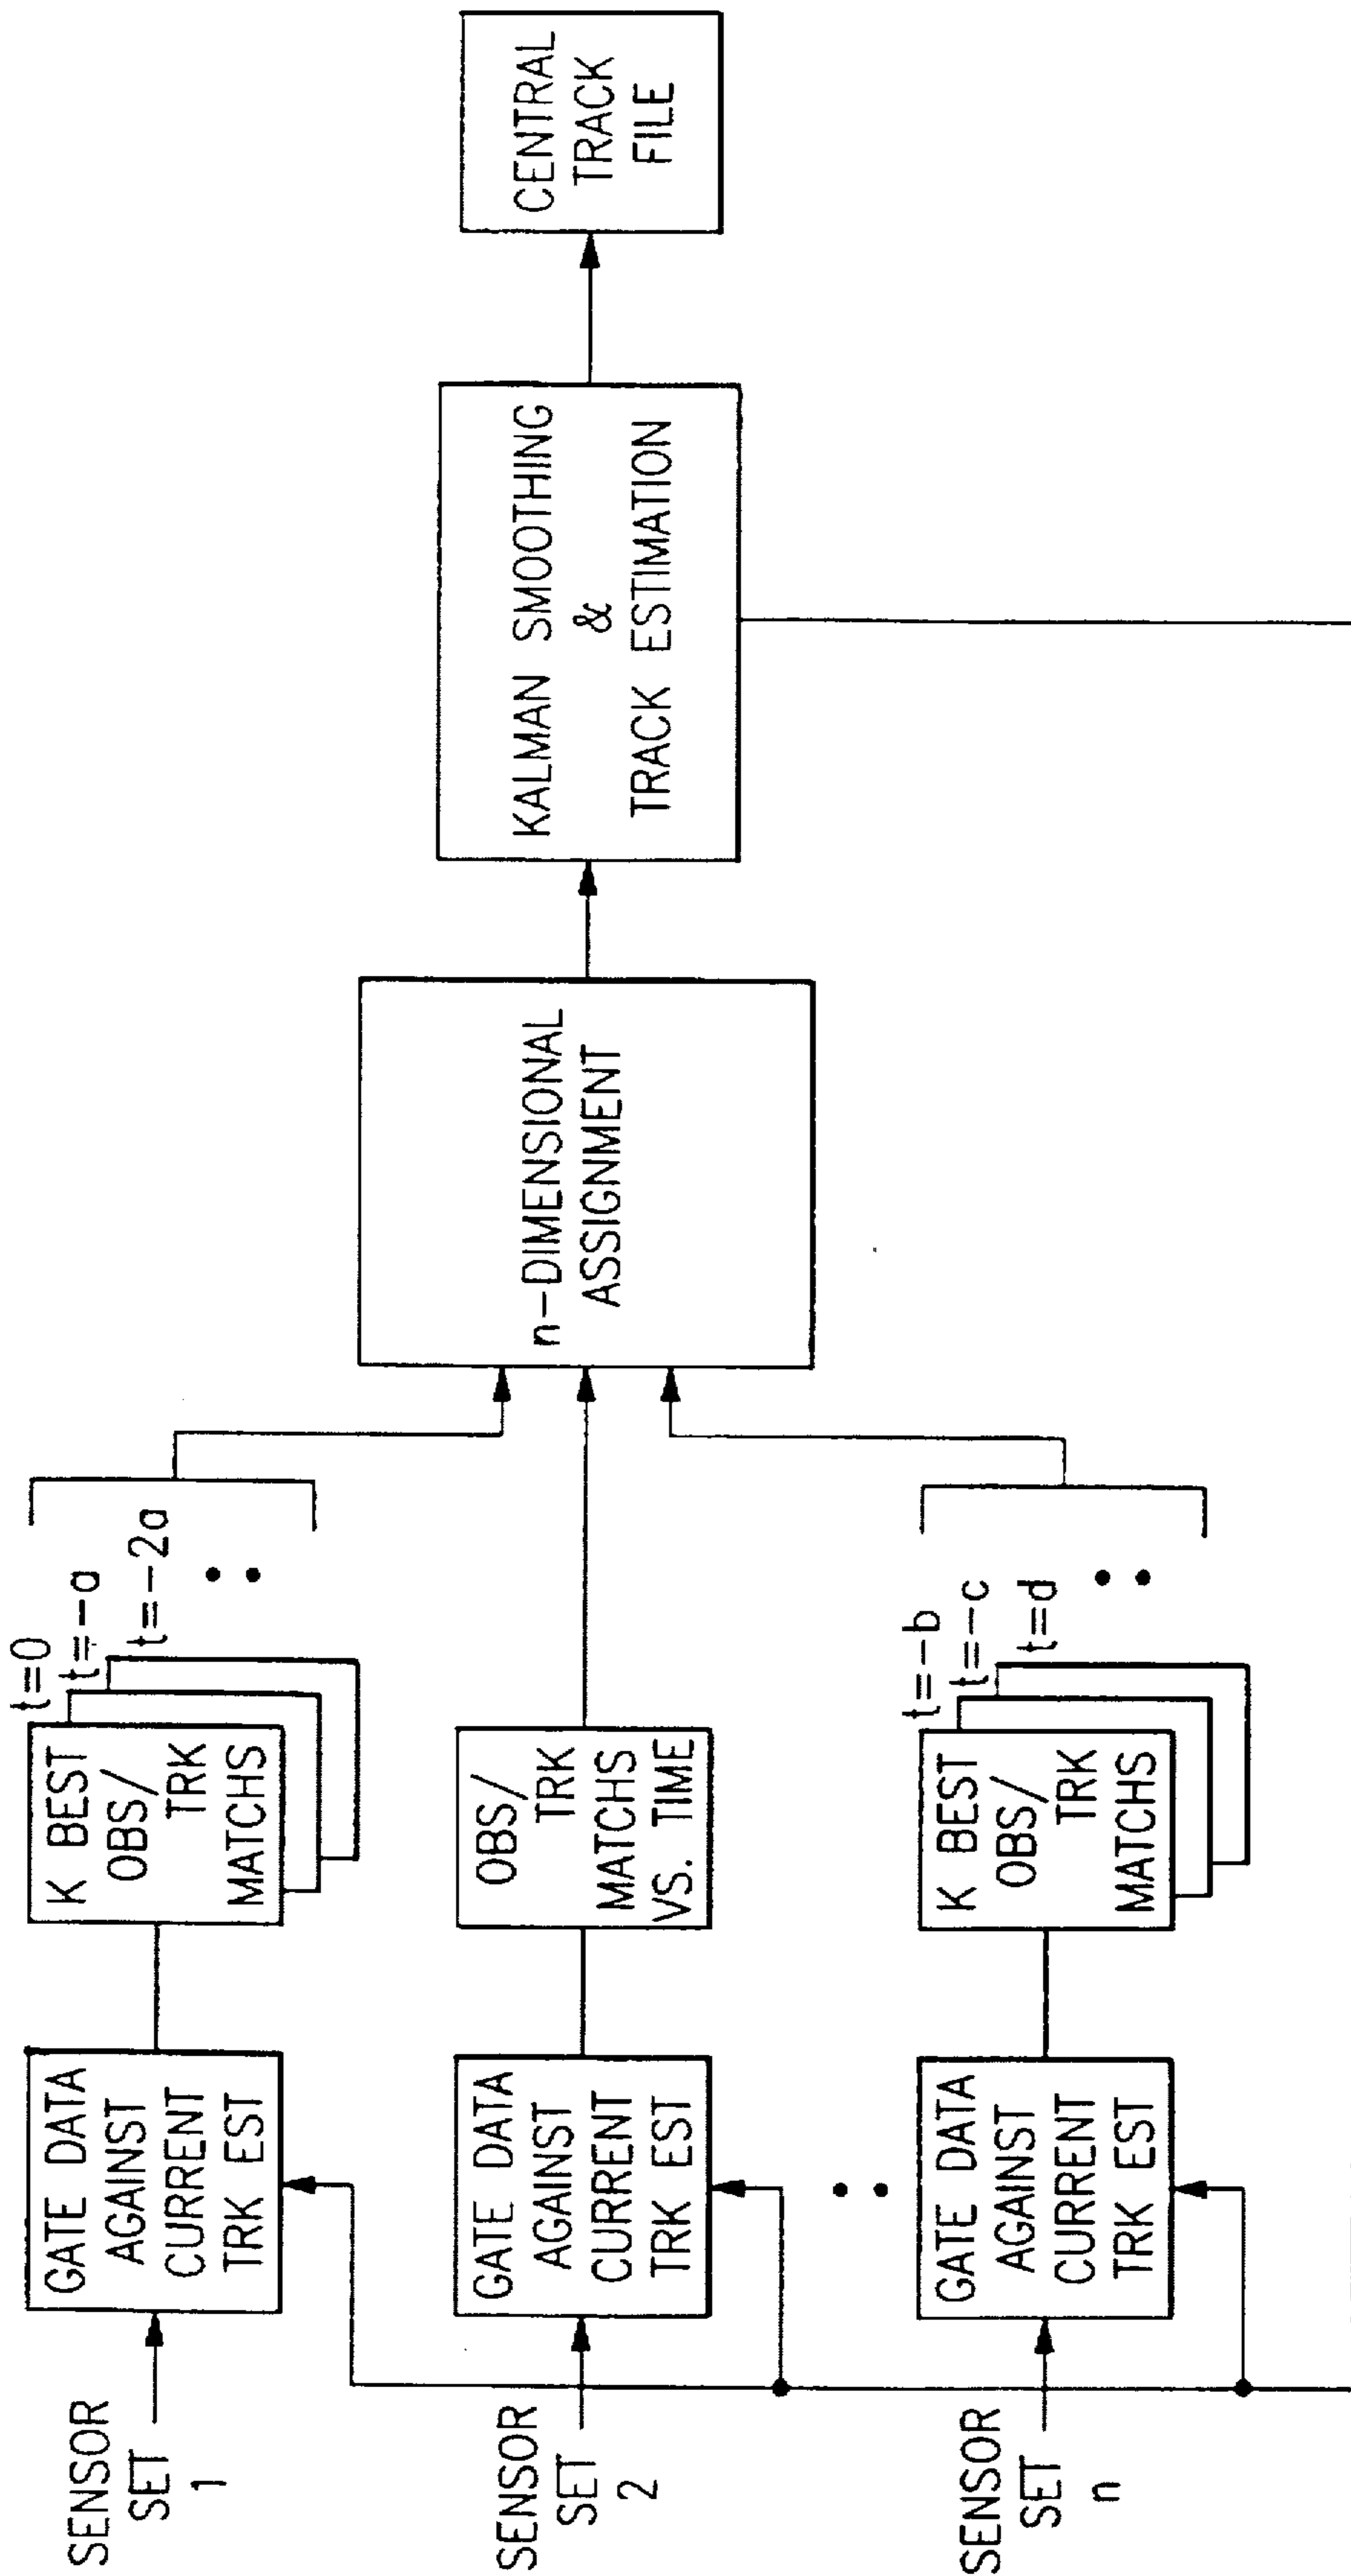 SENSOR
SET
1
GATE DATA
AGAINST
CURRENT
TRK EST
K BEST
OBS/
TRK
MATCHS
t=0
t=-a
t=-2a
SENSOR
SET
2
GATE DATA
AGAINST
CURRENT
TRK EST
OBS/
TRK
MATCHS
VS. TIME
SENSOR
SET
n
GATE DATA
AGAINST
CURRENT
TRK EST
K BEST
OBS/
TRK
MATCHS
t=-b
t=-c
t=d
n-DIMENSIONAL
ASSIGNMENT
KALMAN SMOOTHING
&
TRACK ESTIMATION
CENTRAL
TRACK
FILE